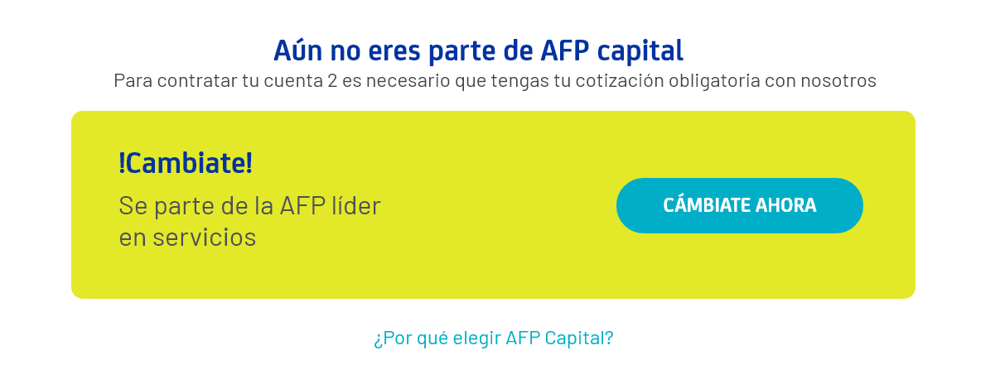 Aún no eres parte de AFP capital
Para contratar tu cuenta 2 es necesario que tengas tu cotización obligatoria con nosotros
!Cambiate!
Se parte de la AFP líder
en servicios
CÁMBIATE AHORA
¿Por qué elegir AFP Capital?